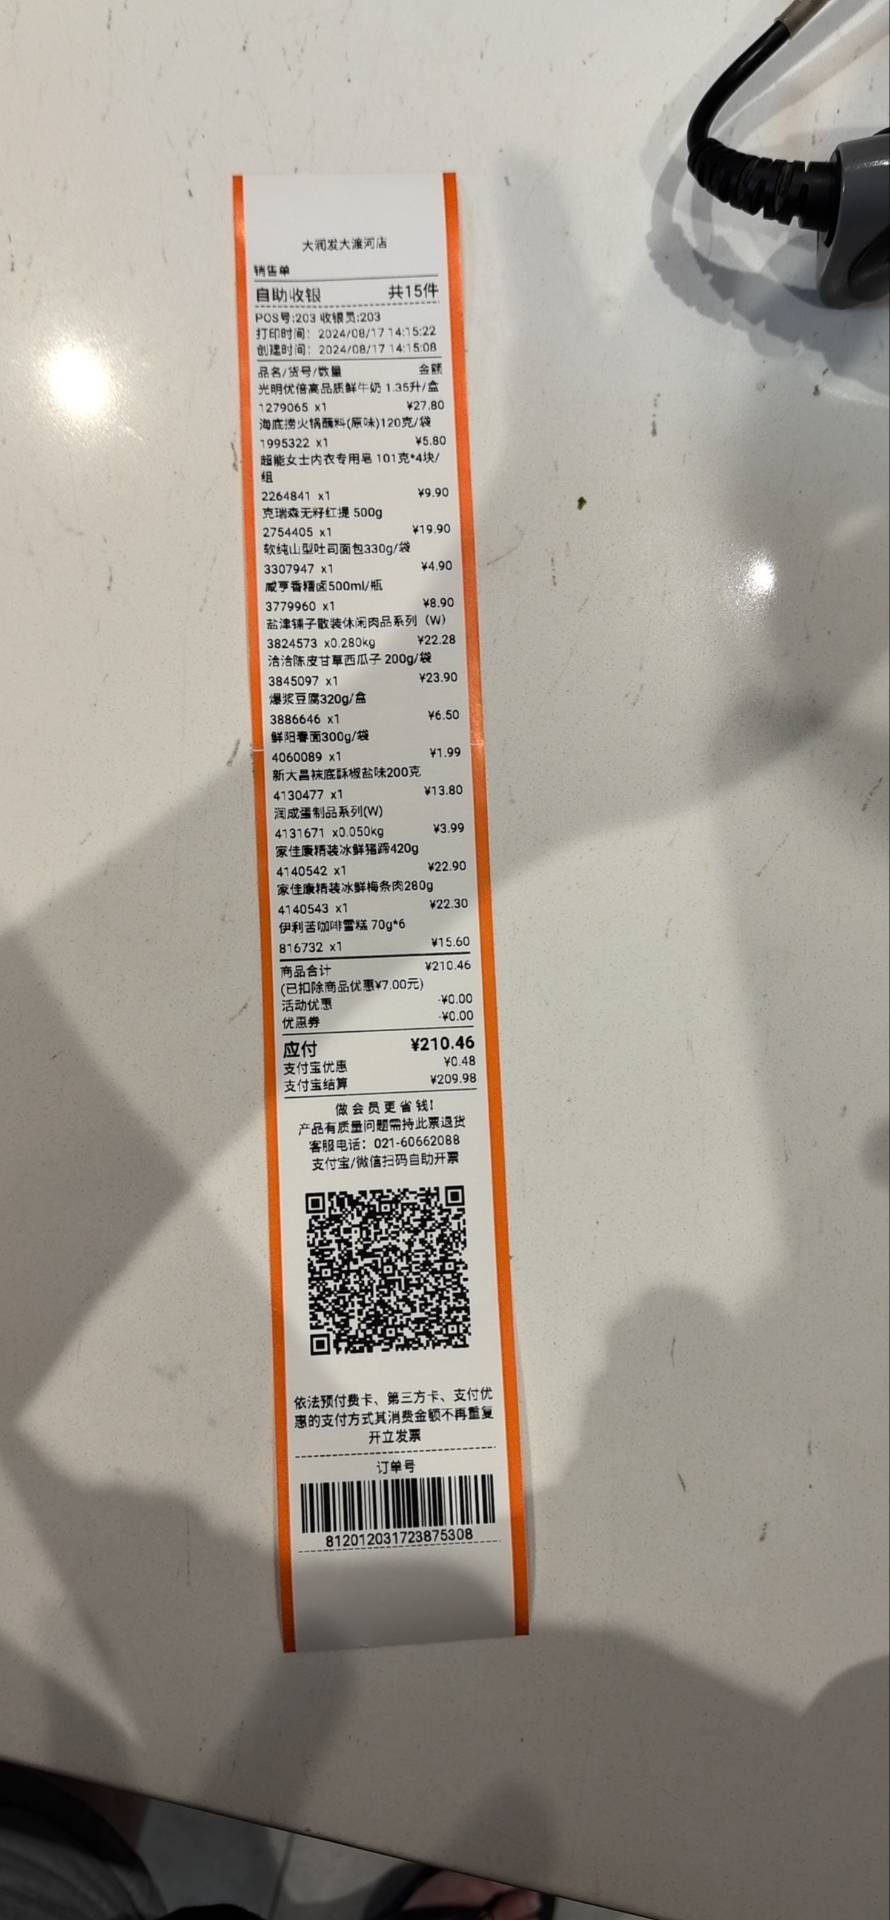 大润发大渡河店
销售单
自助收银 共15件
POS号:203 收银员:203
打印时间: 2024/08/17 14:15:22
创建时间: 2024/08/17 14:15:08
品名/货号/数量 金额
光明优倍高品质鲜牛奶 1.35升/盒
1279065 x1 ¥27.80
海底捞火锅蘸料(原味)120克/袋
1995322 x1 ¥5.80
超能女士内衣专用皂 101克*4块/
组
2264841 x1 ¥9.90
克瑞森无籽红提 500g
2754405 x1 ¥19.90
软纯山型吐司面包330g/袋
3307947 x1 ¥4.90
咸亨香糟卤500ml/瓶
3779960 x1 ¥8.90
盐津铺子散装休闲肉品系列（W）
3824573 x0.280kg ¥22.28
洽洽陈皮甘草西瓜子 200g/袋
3845097 x1 ¥23.90
爆浆豆腐320g/盒
3886646 x1 ¥6.50
鲜阳春面300g/袋
4060089 x1 ¥1.99
新大昌袜底酥椒盐味200克
4130477 x1 ¥13.80
润成蛋制品系列(W)
4131671 x0.050kg ¥3.99
家佳康精装冰鲜猪蹄420g
4140542 x1 ¥22.90
家佳康精装冰鲜梅条肉280g
4140543 x1 ¥22.30
伊利苦咖啡雪糕 70g*6
816732 x1 ¥15.60
商品合计 ¥210.46
(已扣除商品优惠¥7.00元)
活动优惠 -¥0.00
优惠券 -¥0.00
应付 ¥210.46
支付宝优惠 ¥0.48
支付宝结算 ¥209.98
做会员更省钱!
产品有质量问题需持此票退货
客服电话: 021-60662088
支付宝/微信扫码自助开票
依法预付费卡、第三方卡、支付优
惠的支付方式其消费金额不再重复
开立发票
订单号
812012031723875308